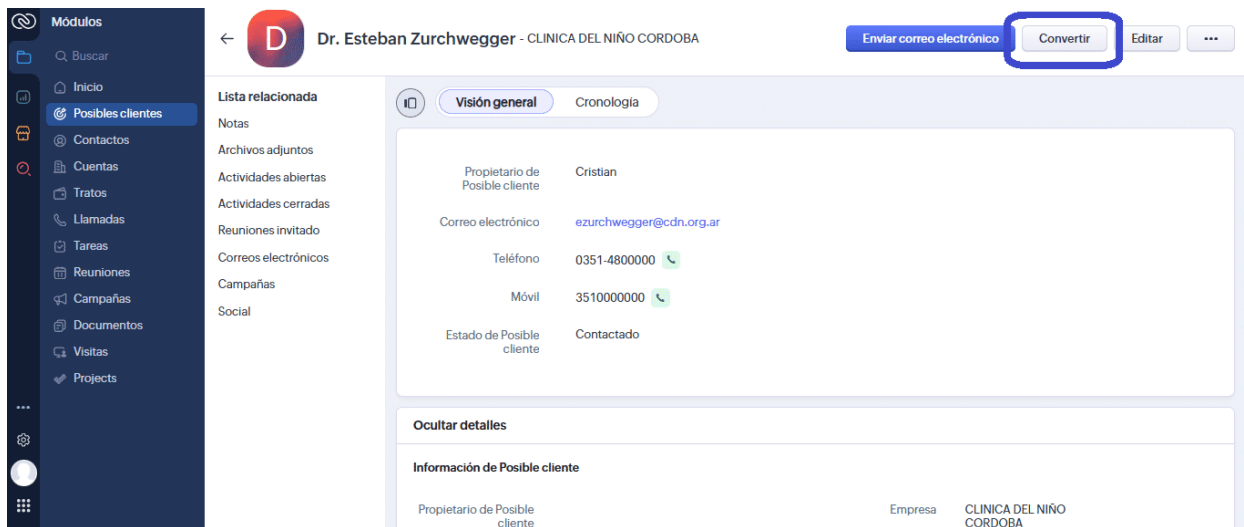 Módulos
Buscar
Inicio
Posibles clientes
Contactos
Cuentas
Tratos
Llamadas
Tareas
Reuniones
Campañas
Documentos
Visitas
Projects
D
Dr. Esteban Zurchwegger - CLINICA DEL NIÑO CORDOBA
Enviar correo electrónico
Convertir
Editar
Lista relacionada
Notas
Archivos adjuntos
Actividades abiertas
Actividades cerradas
Reuniones invitado
Correos electrónicos
Campañas
Social
Visión general
Cronología
Propietario de
Posible cliente
Cristian
Correo electrónico
ezurchwegger@cdn.org.ar
Teléfono
0351-4800000
Móvil
3510000000
Estado de Posible
cliente
Contactado
Ocultar detalles
Información de Posible cliente
Propietario de Posible
cliente
Empresa
CLINICA DEL NIÑO
CORDOBA